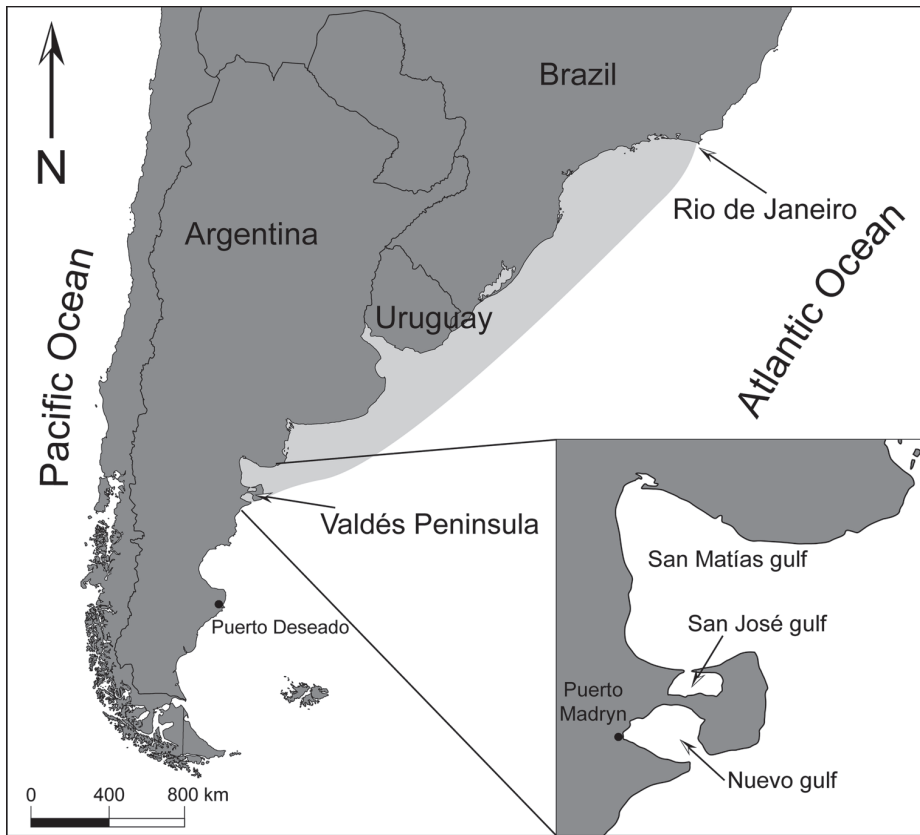 Brazil
N
Rio de Janeiro
Argentina
Pacific Ocean
Atlantic Ocean
Uruguay
Valdés Peninsula
San Matías gulf
Puerto Deseado
San José gulf
Puerto
Madryn
Nuevo gulf
0 400 800 km